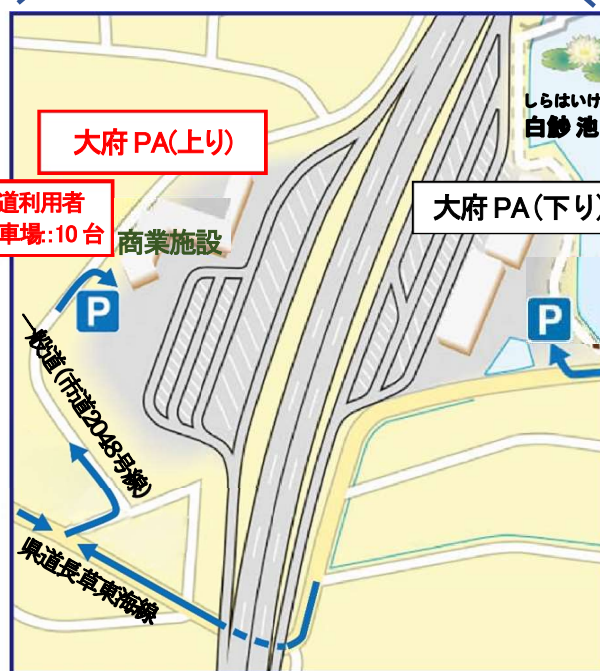 しらはいけ
白魦池
大府PA(上り)
道利用者
車場::10台
大府PA(下り)
商業施設
P
P
一般道(市道2048号線)
県道長草東海線